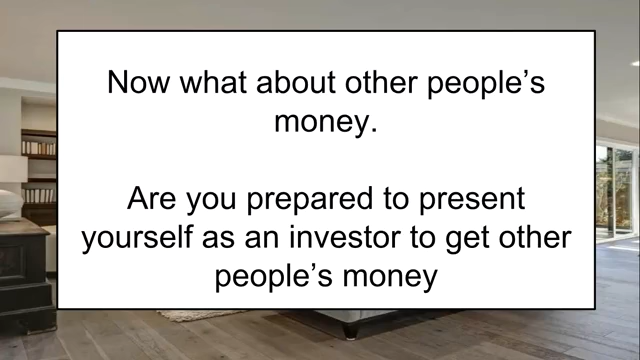 Now what about other people’s
money.
Are you prepared to present
yourself as an investor to get other
people’s money